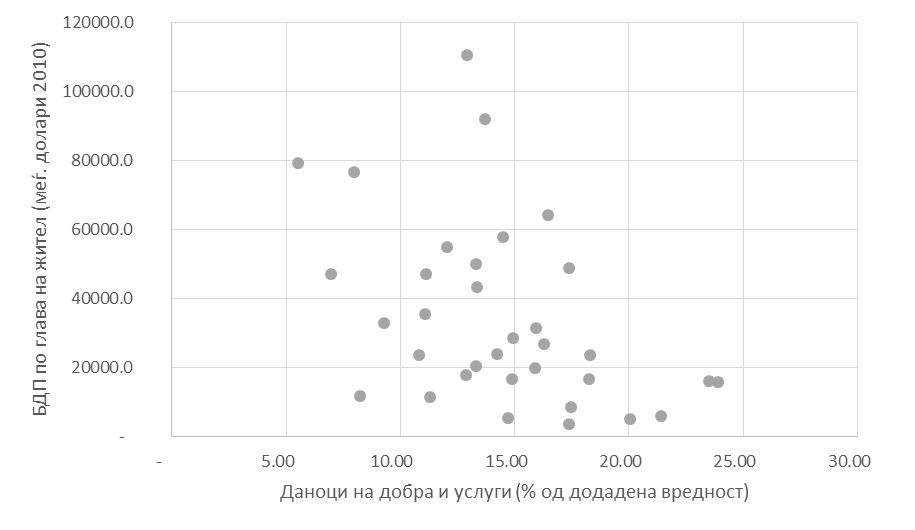 120000.0
100000.0
80000.0
60000.0
40000.0
20000.0
-
БДП по глава на жител (меѓ. долари 2010)
- 5.00 10.00 15.00 20.00 25.00 30.00
Даноци на добра и услуги (% од додадена вредност)